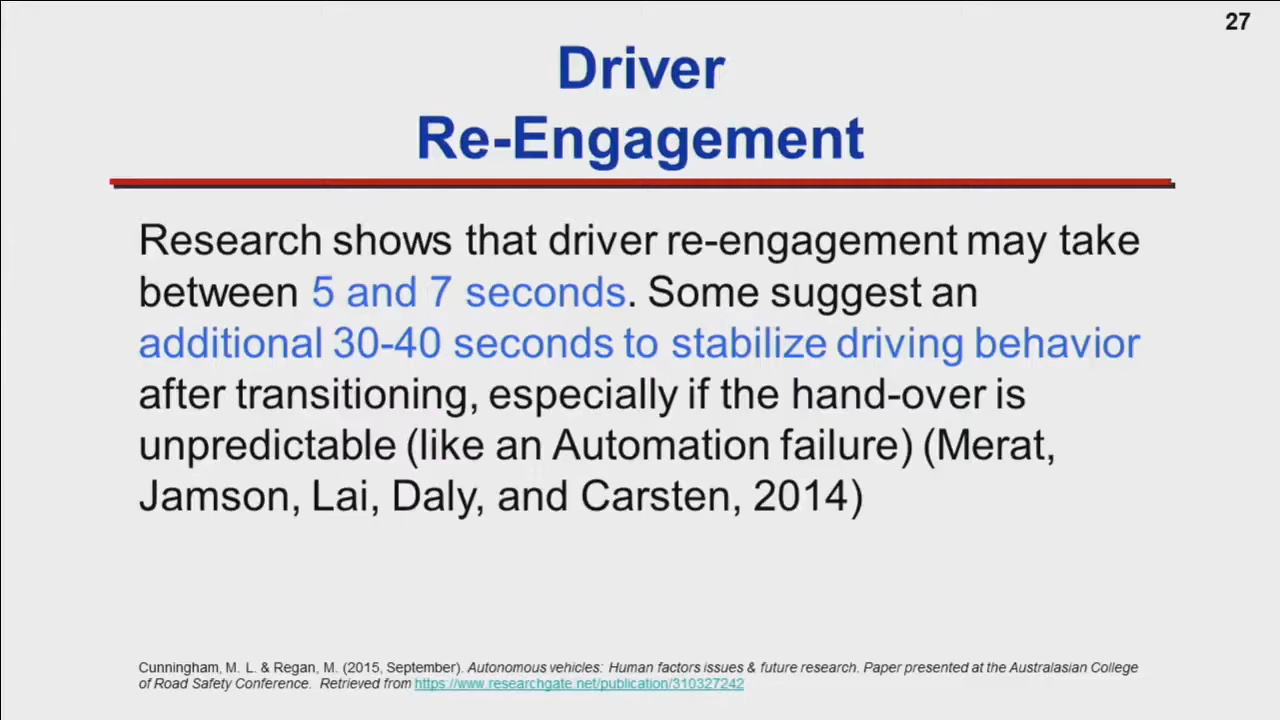 27
Driver
Re-Engagement
Research shows that driver re-engagement may take
between 5 and 7 seconds. Some suggest an
additional 30-40 seconds to stabilize driving behavior
after transitioning, especially if the hand-over is
unpredictable (like an Automation failure) (Merat,
Jamson, Lai, Daly, and Carsten, 2014)
Cunningham, M. L. & Regan, M. (2015, September). Autonomous vehicles: Human factors issues & future research. Paper presented at the Australasian College
of Road Safety Conference. Retrieved from https://www.researchgate.net/publication/310327242